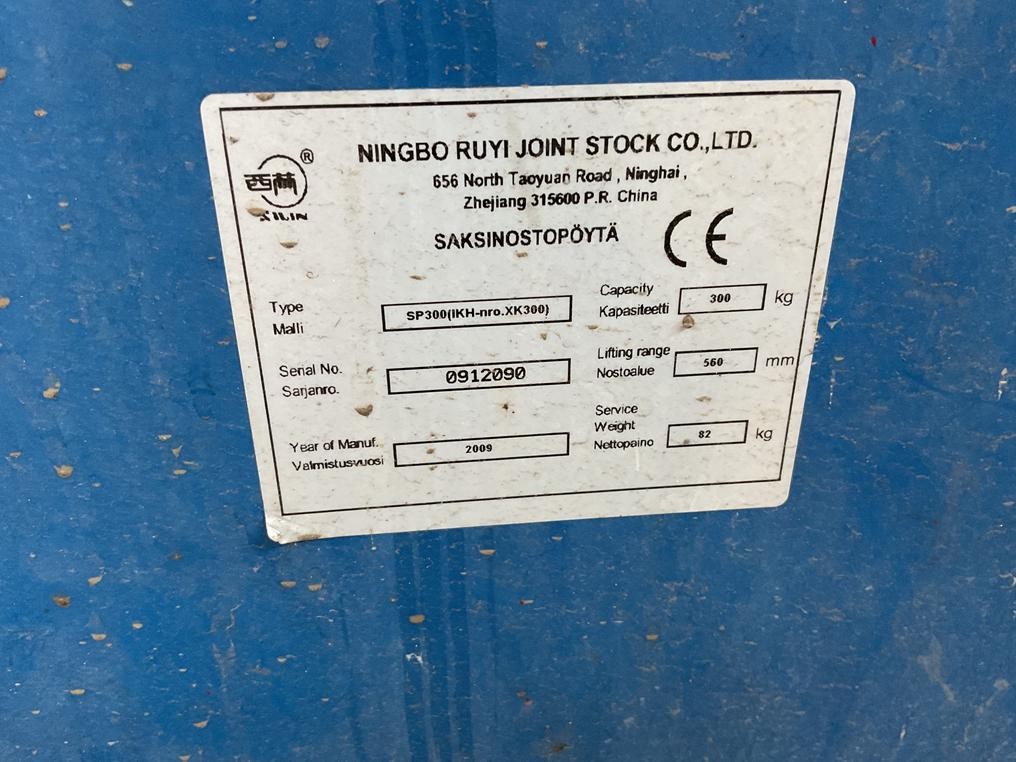 NINGBO RUYI JOINT STOCK CO.,LTD.
656 North Taoyuan Road , Ninghai ,
Zhejiang 315600 P.R. China
®
西林
XILIN
SAKSINOSTOPÖYTÄ CE
Type
Malli
SP300(IKH-nro.XK300)
Capacity
Kapasiteetti
300 kg
Serial No.
Sarjanro.
0912090
Lifting range
Nostoalue
560 mm
Year of Manuf.
Valmistusvuosi
2009
Service
Weight
Nettopaino
82 kg